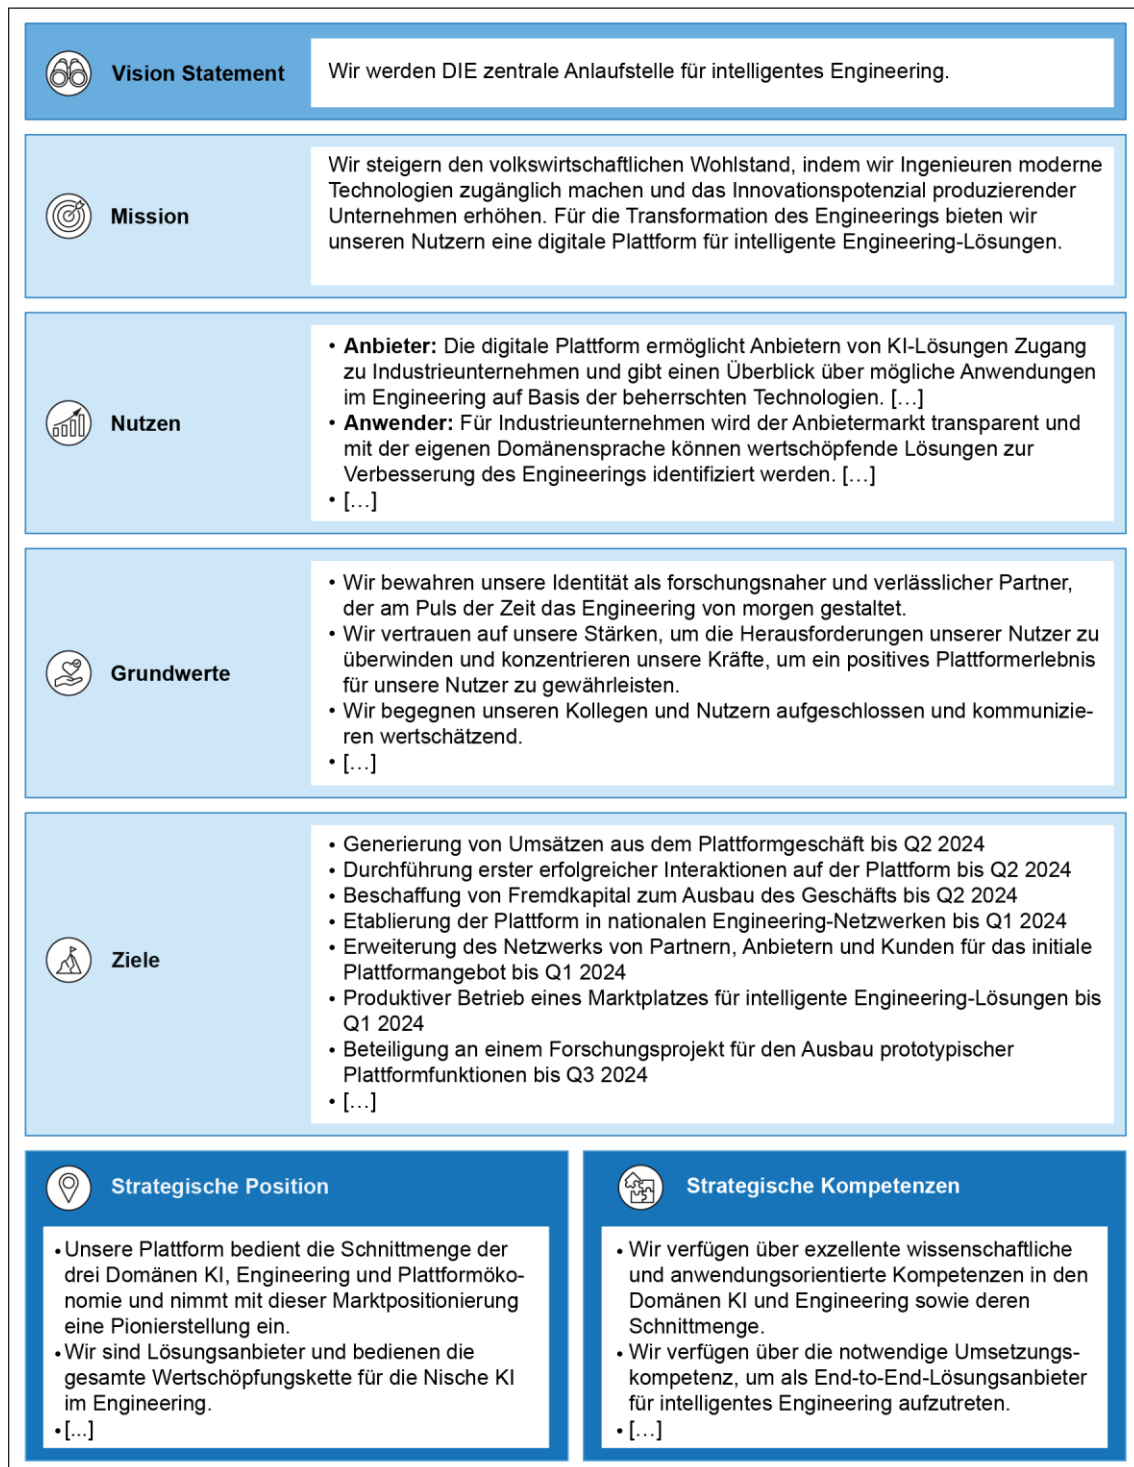 Vision Statement
Wir werden DIE zentrale Anlaufstelle für intelligentes Engineering.
Mission
Wir steigern den volkswirtschaftlichen Wohlstand, indem wir Ingenieuren moderne
Technologien zugänglich machen und das Innovationspotenzial produzierender
Unternehmen erhöhen. Für die Transformation des Engineerings bieten wir
unseren Nutzern eine digitale Plattform für intelligente Engineering-Lösungen.
Nutzen
• Anbieter: Die digitale Plattform ermöglicht Anbietern von KI-Lösungen Zugang
zu Industrieunternehmen und gibt einen Überblick über mögliche Anwendungen
im Engineering auf Basis der beherrschten Technologien. […]
• Anwender: Für Industrieunternehmen wird der Anbietermarkt transparent und
mit der eigenen Domänensprache können wertschöpfende Lösungen zur
Verbesserung des Engineerings identifiziert werden. […]
• […]
Grundwerte
• Wir bewahren unsere Identität als forschungsnaher und verlässlicher Partner,
der am Puls der Zeit das Engineering von morgen gestaltet.
• Wir vertrauen auf unsere Stärken, um die Herausforderungen unserer Nutzer zu
überwinden und konzentrieren unsere Kräfte, um ein positives Plattformerlebnis
für unsere Nutzer zu gewährleisten.
• Wir begegnen unseren Kollegen und Nutzern aufgeschlossen und kommunizie-
ren wertschätzend.
• […]
Ziele
• Generierung von Umsätzen aus dem Plattformgeschäft bis Q2 2024
• Durchführung erster erfolgreicher Interaktionen auf der Plattform bis Q2 2024
• Beschaffung von Fremdkapital zum Ausbau des Geschäfts bis Q2 2024
• Etablierung der Plattform in nationalen Engineering-Netzwerken bis Q1 2024
• Erweiterung des Netzwerks von Partnern, Anbietern und Kunden für das initiale
Plattformangebot bis Q1 2024
• Produktiver Betrieb eines Marktplatzes für intelligente Engineering-Lösungen bis
Q1 2024
• Beteiligung an einem Forschungsprojekt für den Ausbau prototypischer
Plattformfunktionen bis Q3 2024
• […]
Strategische Position
• Unsere Plattform bedient die Schnittmenge der
drei Domänen KI, Engineering und Plattformöko-
nomie und nimmt mit dieser Marktpositionierung
eine Pionierstellung ein.
• Wir sind Lösungsanbieter und bedienen die
gesamte Wertschöpfungskette für die Nische KI
im Engineering.
• [...]
Strategische Kompetenzen
• Wir verfügen über exzellente wissenschaftliche
und anwendungsorientierte Kompetenzen in den
Domänen KI und Engineering sowie deren
Schnittmenge.
• Wir verfügen über die notwendige Umsetzungs-
kompetenz, um als End-to-End-Lösungsanbieter
für intelligentes Engineering aufzutreten.
• […]